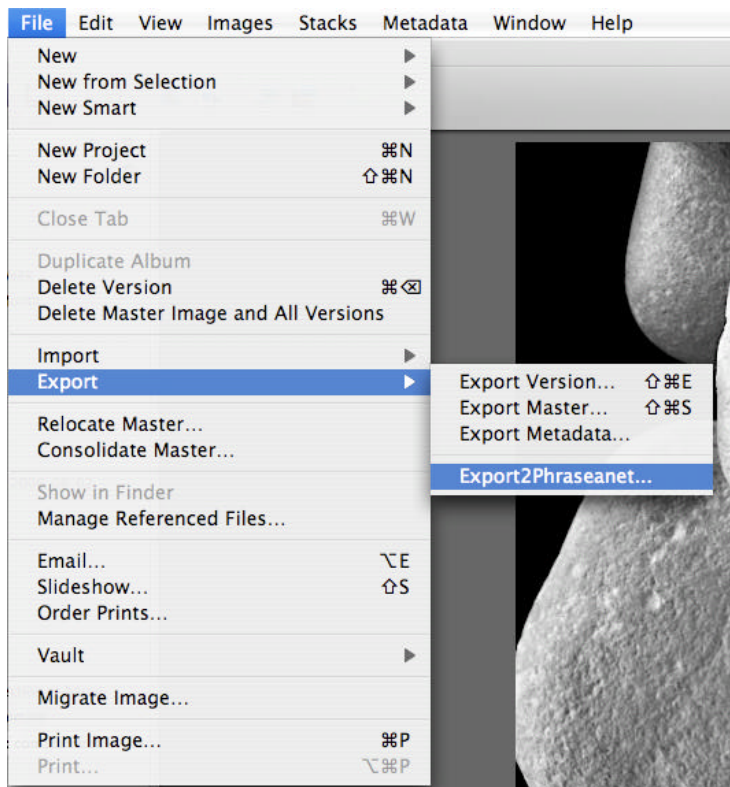 File Edit View Images Stacks Metadata Window Help
New
New from Selection
New Smart
New Project ⌘N
New Folder ⇧⌘N
Close Tab ⌘W
Duplicate Album
Delete Version ⌘⌫
Delete Master Image and All Versions
Import
Export
Export Version... ⇧⌘E
Export Master... ⇧⌘S
Export Metadata...
Export2Phraseanet...
Relocate Master...
Consolidate Master...
Show in Finder
Manage Referenced Files...
Email... ⌥E
Slideshow... ⇧S
Order Prints...
Vault
Migrate Image...
Print Image... ⌘P
Print... ⌥⌘P